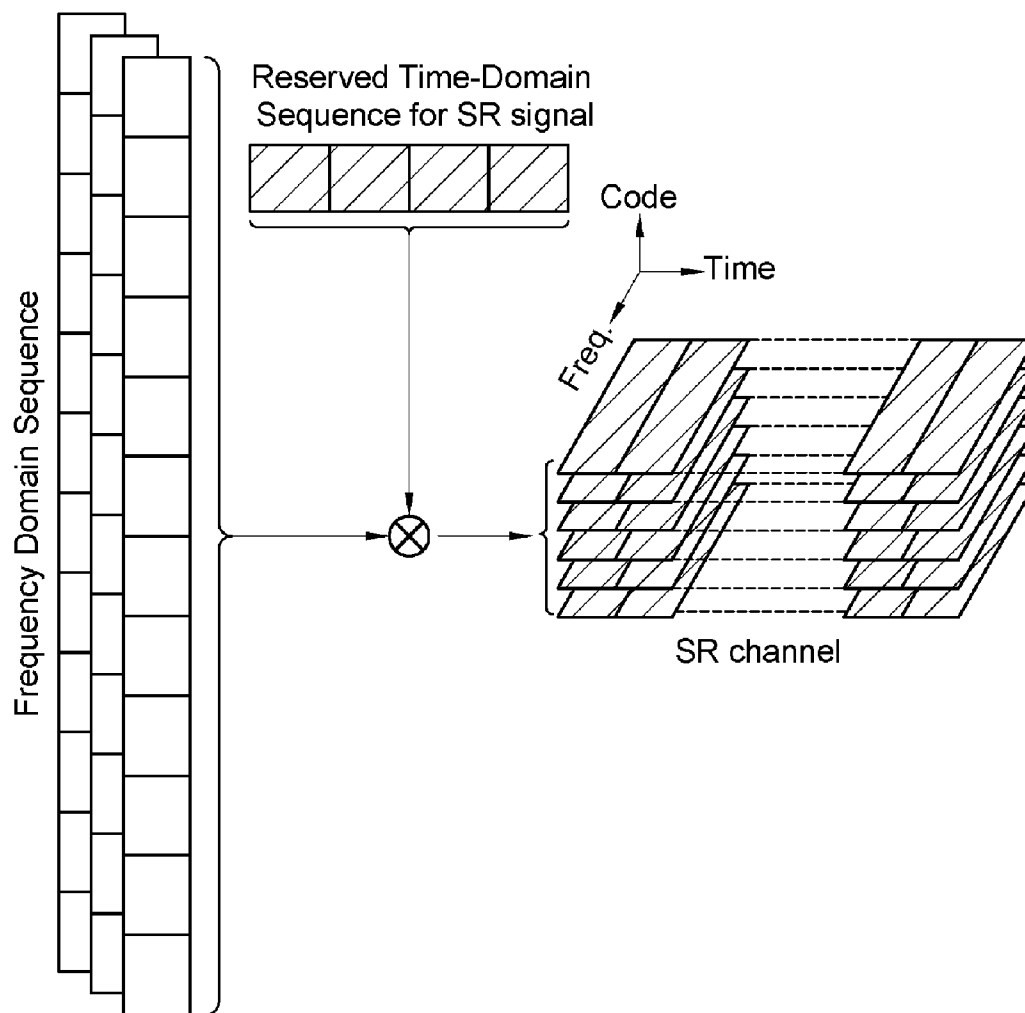 Reserved Time-Domain
Sequence for SR signal
Code
Time
Freq.
Frequency Domain Sequence
SR channel